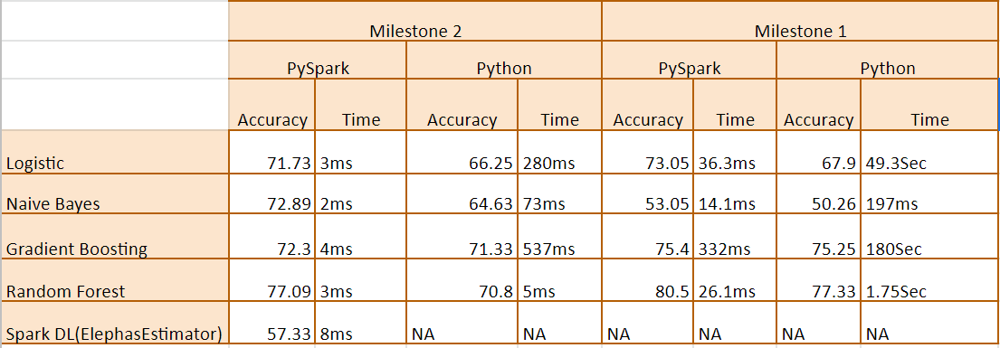 Milestone 2 Milestone 1
PySpark Python PySpark Python
Accuracy Time Accuracy Time Accuracy Time Accuracy Time
Logistic 71.73 3ms 66.25 280ms 73.05 36.3ms 67.9 49.3Sec
Naive Bayes 72.89 2ms 64.63 73ms 53.05 14.1ms 50.26 197ms
Gradient Boosting 72.3 4ms 71.33 537ms 75.4 332ms 75.25 180Sec
Random Forest 77.09 3ms 70.8 5ms 80.5 26.1ms 77.33 1.75Sec
Spark DL(ElephasEstimator) 57.33 8ms NA NA NA NA NA NA